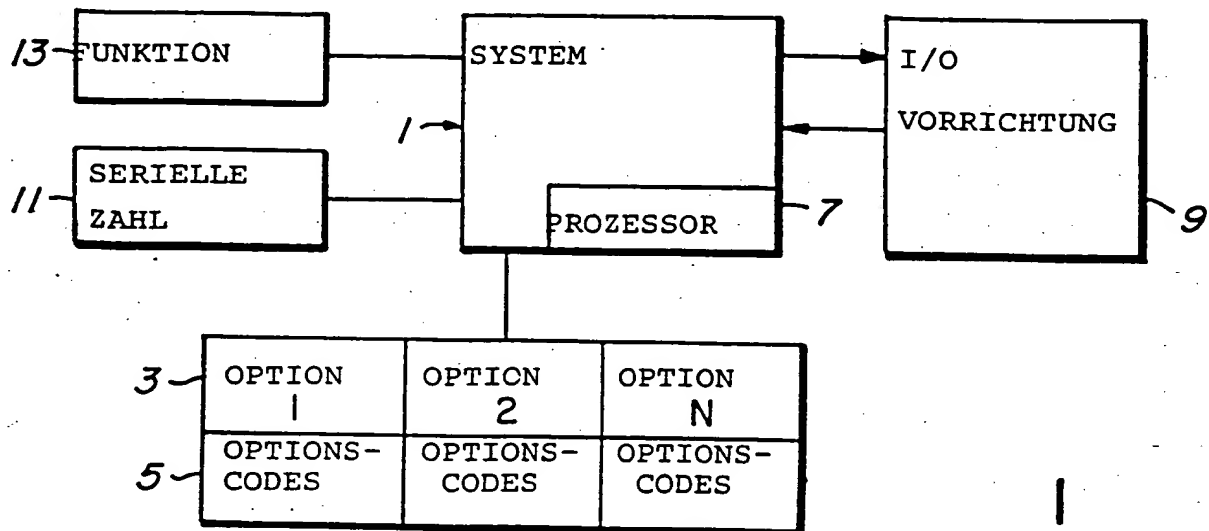 13 FUNKTION
SYSTEM
I/O
VORRICHTUNG
1
11 SERIELLE
ZAHL
PROZESSOR
7
9
3 OPTION OPTION OPTION
1 2 N
5 OPTIONS- OPTIONS- OPTIONS-
CODES CODES CODES
1